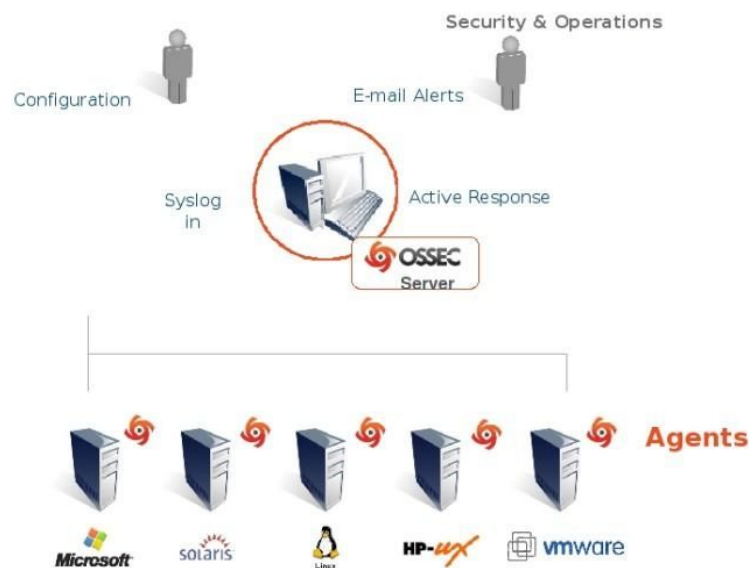 Security & Operations
Configuration
E-mail Alerts
Syslog
in
Active Response
OSSEC
Server
Agents
Microsoft
solaris
Linux
HP-UX
vmware